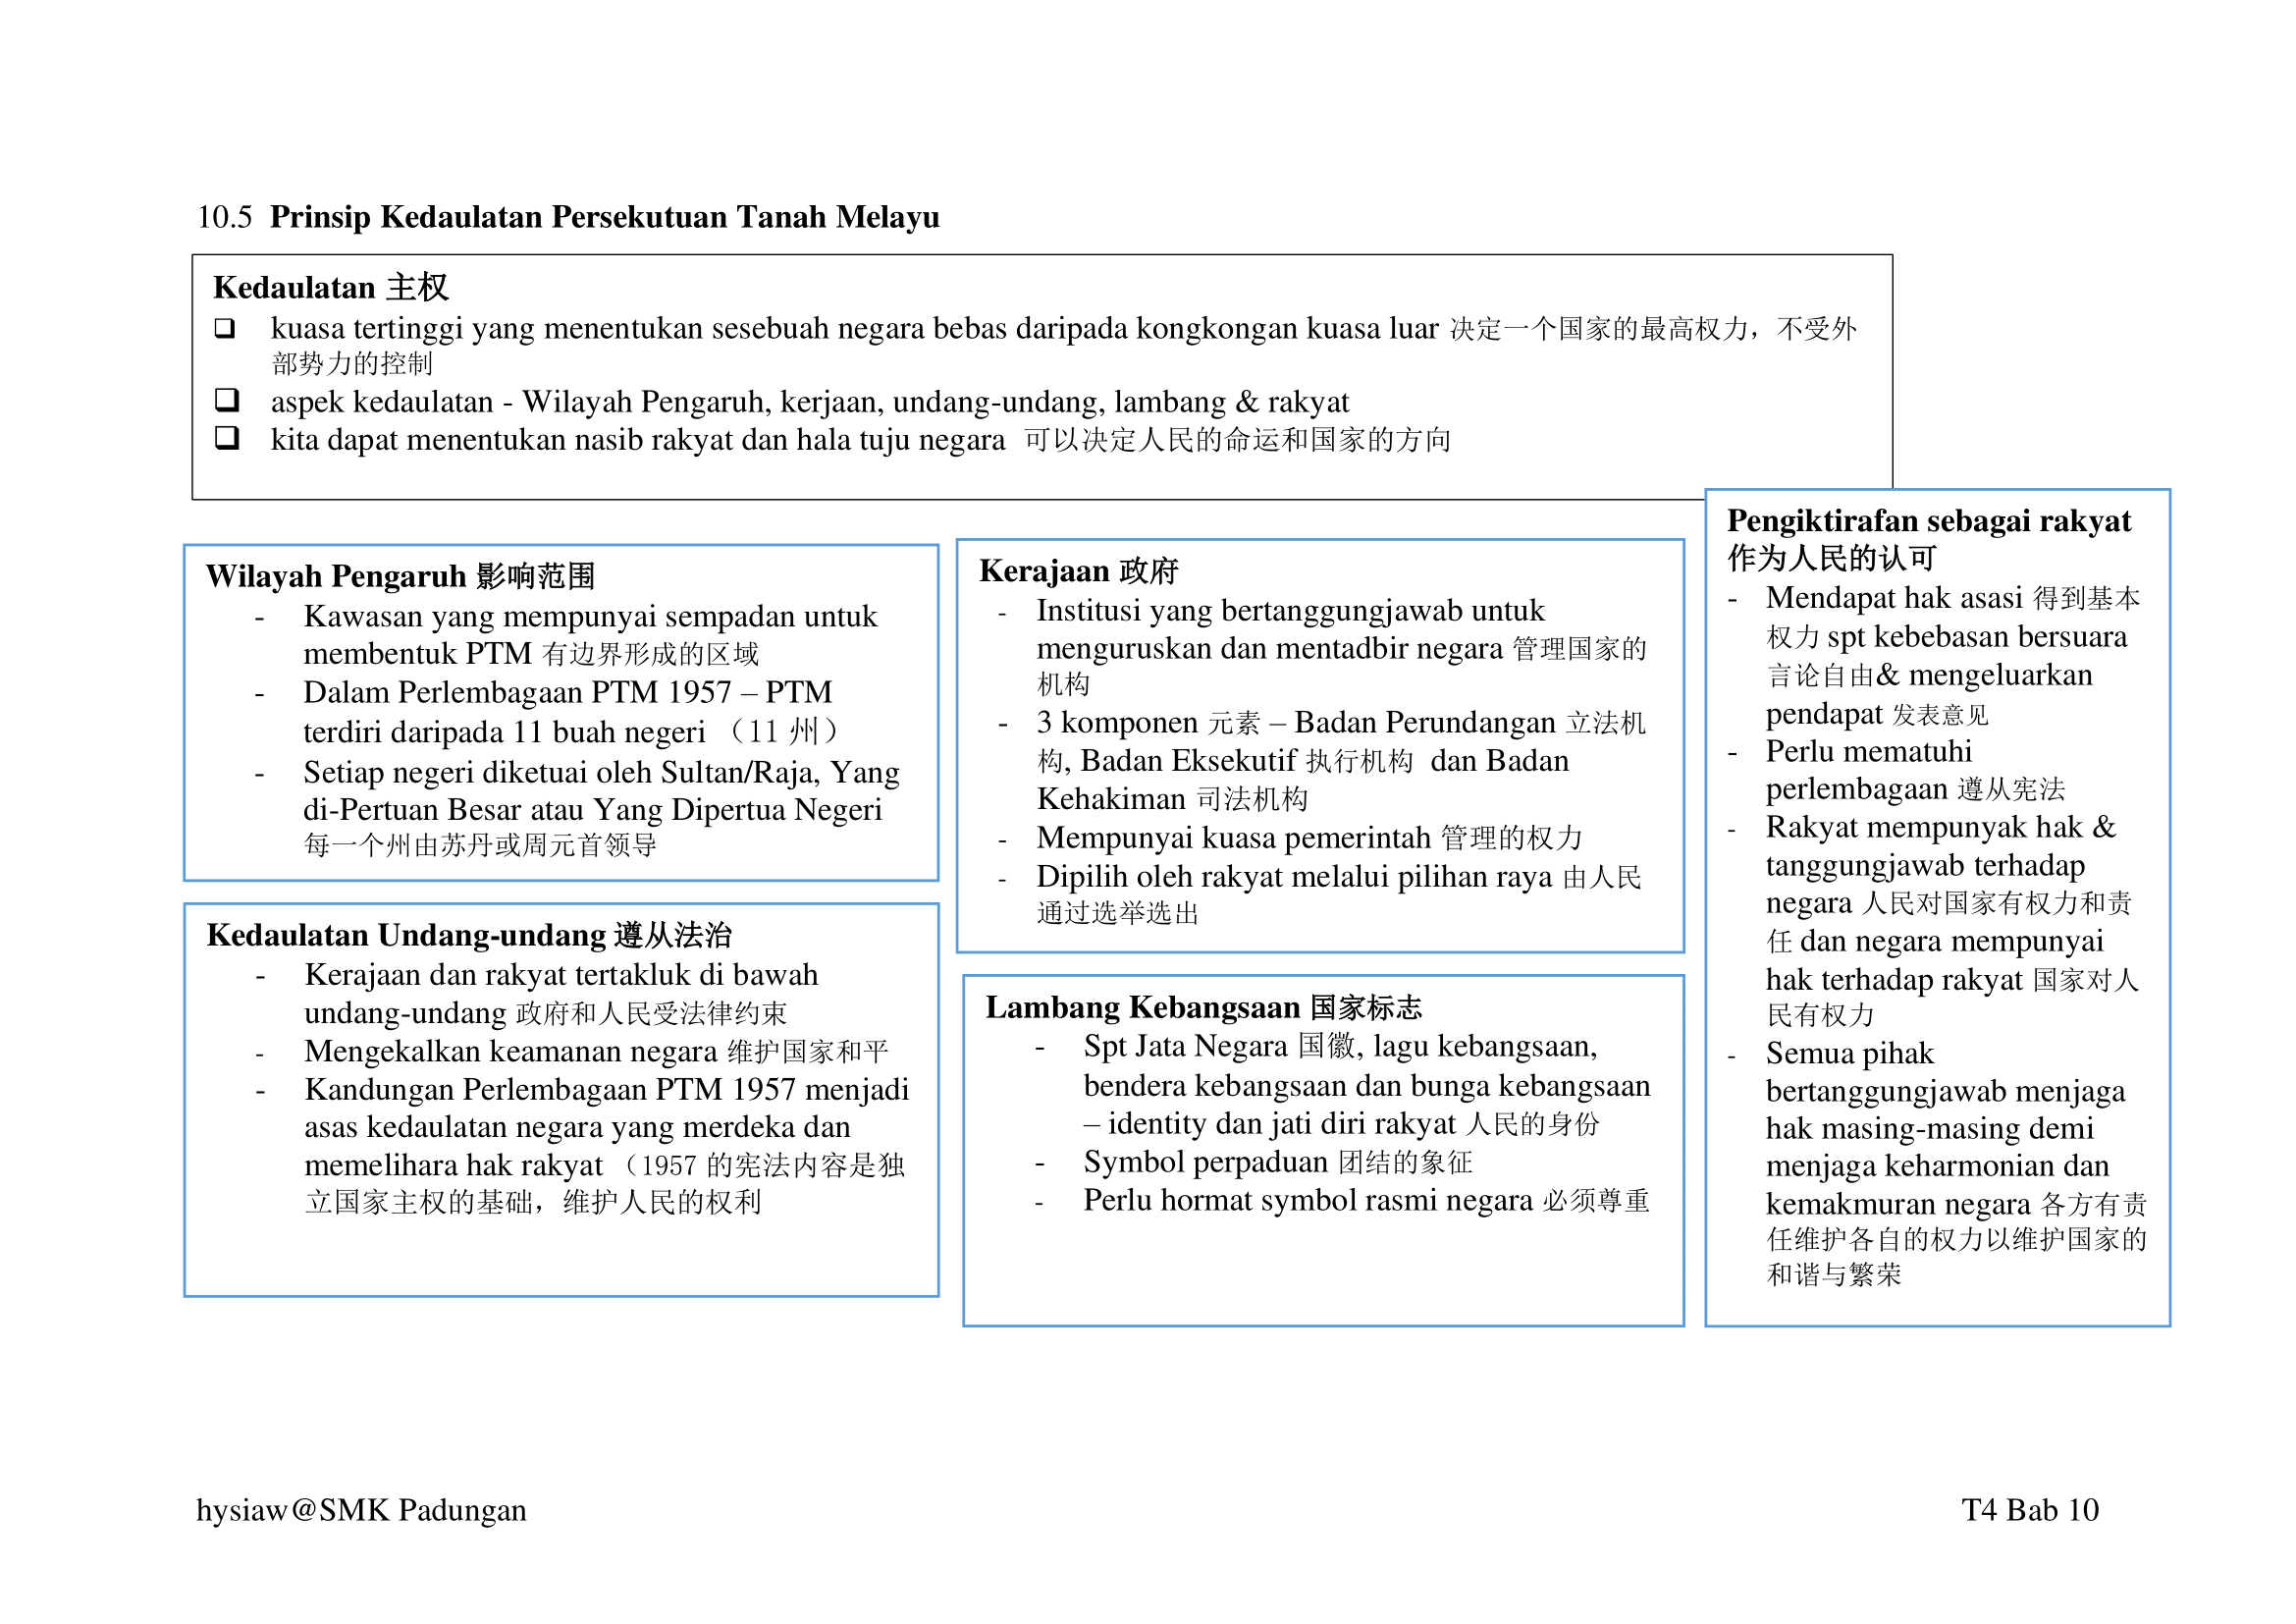 10.5 Prinsip Kedaulatan Persekutuan Tanah Melayu
Kedaulatan 主权
❑ kuasa tertinggi yang menentukan sesebuah negara bebas daripada kongkongan kuasa luar 决定一个国家的最高权力，不受外
部势力的控制
❑ aspek kedaulatan - Wilayah Pengaruh, kerjaan, undang-undang, lambang & rakyat
❑ kita dapat menentukan nasib rakyat dan hala tuju negara 可以决定人民的命运和国家的方向
Wilayah Pengaruh 影响范围
- Kawasan yang mempunyai sempadan untuk
membentuk PTM 有边界形成的区域
- Dalam Perlembagaan PTM 1957 – PTM
terdiri daripada 11 buah negeri （11 州）
- Setiap negeri diketuai oleh Sultan/Raja, Yang
di-Pertuan Besar atau Yang Dipertua Negeri
每一个州由苏丹或周元首领导
Kedaulatan Undang-undang 遵从法治
- Kerajaan dan rakyat tertakluk di bawah
undang-undang 政府和人民受法律约束
- Mengekalkan keamanan negara 维护国家和平
- Kandungan Perlembagaan PTM 1957 menjadi
asas kedaulatan negara yang merdeka dan
memelihara hak rakyat （1957 的宪法内容是独
立国家主权的基础，维护人民的权利
Kerajaan 政府
- Institusi yang bertanggungjawab untuk
menguruskan dan mentadbir negara 管理国家的
机构
- 3 komponen 元素 – Badan Perundangan 立法机
构, Badan Eksekutif 执行机构 dan Badan
Kehakiman 司法机构
- Mempunyai kuasa pemerintah 管理的权力
- Dipilih oleh rakyat melalui pilihan raya 由人民
通过选举选出
Lambang Kebangsaan 国家标志
- Spt Jata Negara 国徽, lagu kebangsaan,
bendera kebangsaan dan bunga kebangsaan
– identity dan jati diri rakyat 人民的身份
- Symbol perpaduan 团结的象征
- Perlu hormat symbol rasmi negara 必须尊重
Pengiktirafan sebagai rakyat
作为人民的认可
- Mendapat hak asasi 得到基本
权力 spt kebebasan bersuara
言论自由& mengeluarkan
pendapat 发表意见
- Perlu mematuhi
perlembagaan 遵从宪法
- Rakyat mempunyak hak &
tanggungjawab terhadap
negara 人民对国家有权力和责
任 dan negara mempunyai
hak terhadap rakyat 国家对人
民有权力
- Semua pihak
bertanggungjawab menjaga
hak masing-masing demi
menjaga keharmonian dan
kemakmuran negara 各方有责
任维护各自的权力以维护国家的
和谐与繁荣
hysiaw@SMK Padungan
T4 Bab 10